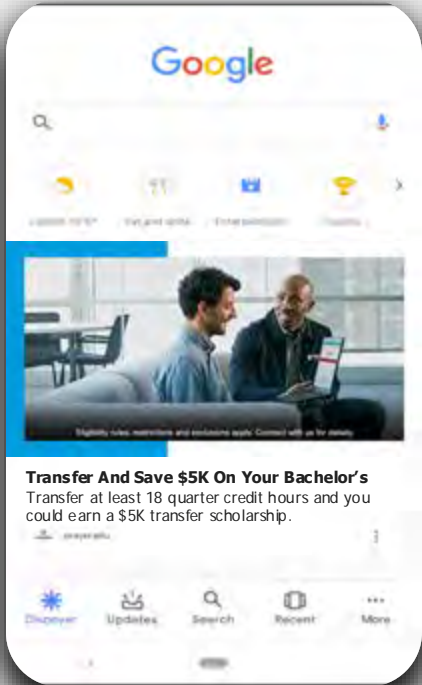 Google
Eligibility rules, restrictions and exclusions apply. Connect with us for details.
Transfer And Save $5K On Your Bachelor's
Transfer at least 18 quarter credit hours and you
could earn a $5K transfer scholarship.
Discover Updates Search Recent More